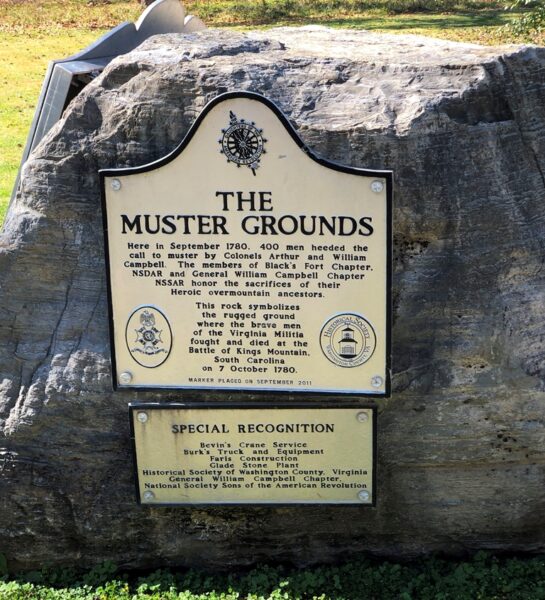 THE
MUSTER GROUNDS
Here in September 1780, 400 men heeded the
call to muster by Colonels Arthur and William
Campbell. The members of Black's Fort Chapter,
NSDAR and General William Campbell Chapter
NSSAR honor the sacrifices of their
Heroic overmountain ancestors.
This rock symbolizes
the rugged ground
where the brave men
of the Virginia Militia
fought and died at the
Battle of Kings Mountain,
South Carolina
on 7 October 1780.
MARKER PLACED ON SEPTEMBER 2011
HISTORICAL SOCIETY
SPECIAL RECOGNITION
Bevin's Crane Service
Burk's Truck and Equipment
Faris Construction
Glade Stone Plant
Historical Society of Washington County, Virginia
General William Campbell Chapter,
National Society Sons of the American Revolution